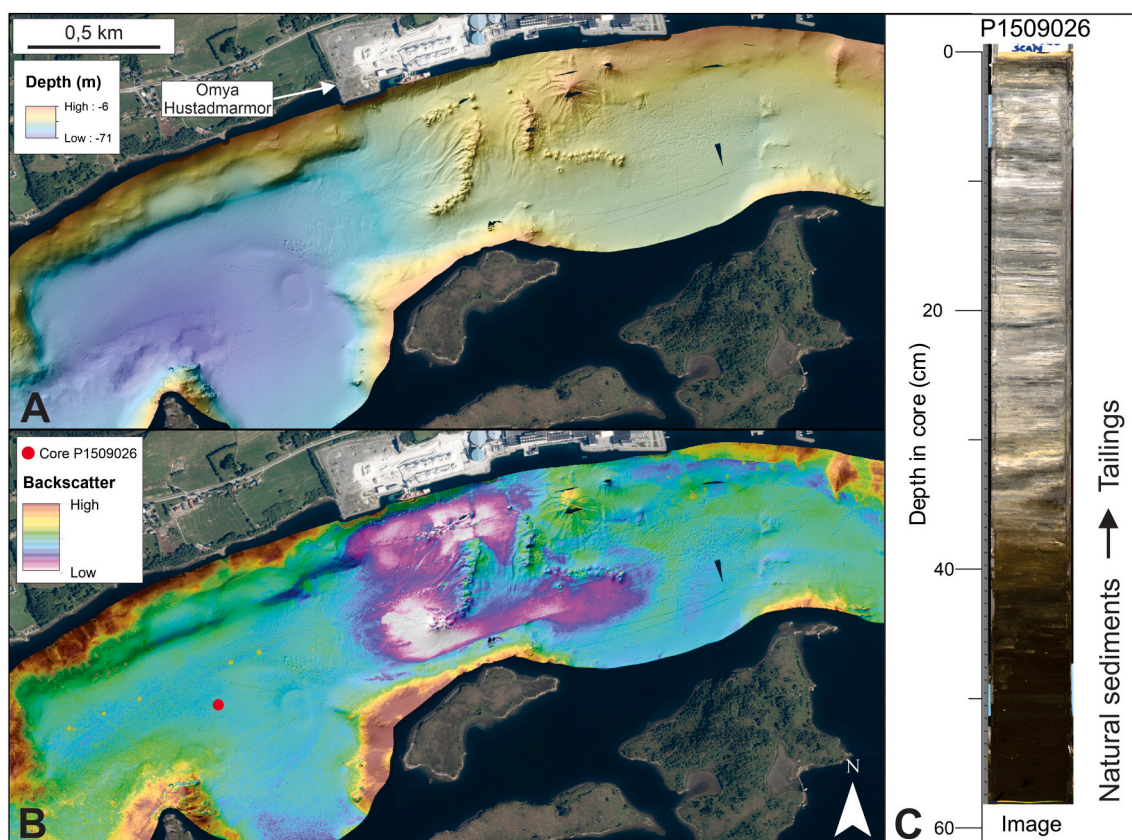 0,5 km
Depth (m)
High : -6
Low : -71
Omya
Hustadmarmor
A
Core P1509026
Backscatter
High
Low
N
B
P1509026
SCAN
0
20
40
60
Depth in core (cm)
Natural sediments → Tailings
C
Image